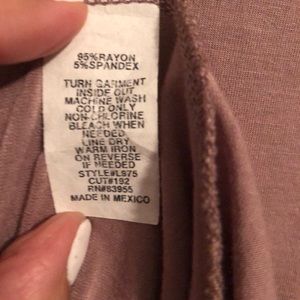 95%RAYON
5%SPANDEX
TURN GARMENT
INSIDE OUT
MACHINE WASH
COLD ONLY
NON-CHLORINE
BLEACH WHEN
NEEDED
LINE DRY
WARM IRON
ON REVERSE
IF NEEDED
STYLE#L975
CUT#192
RN#83955
MADE IN MEXICO